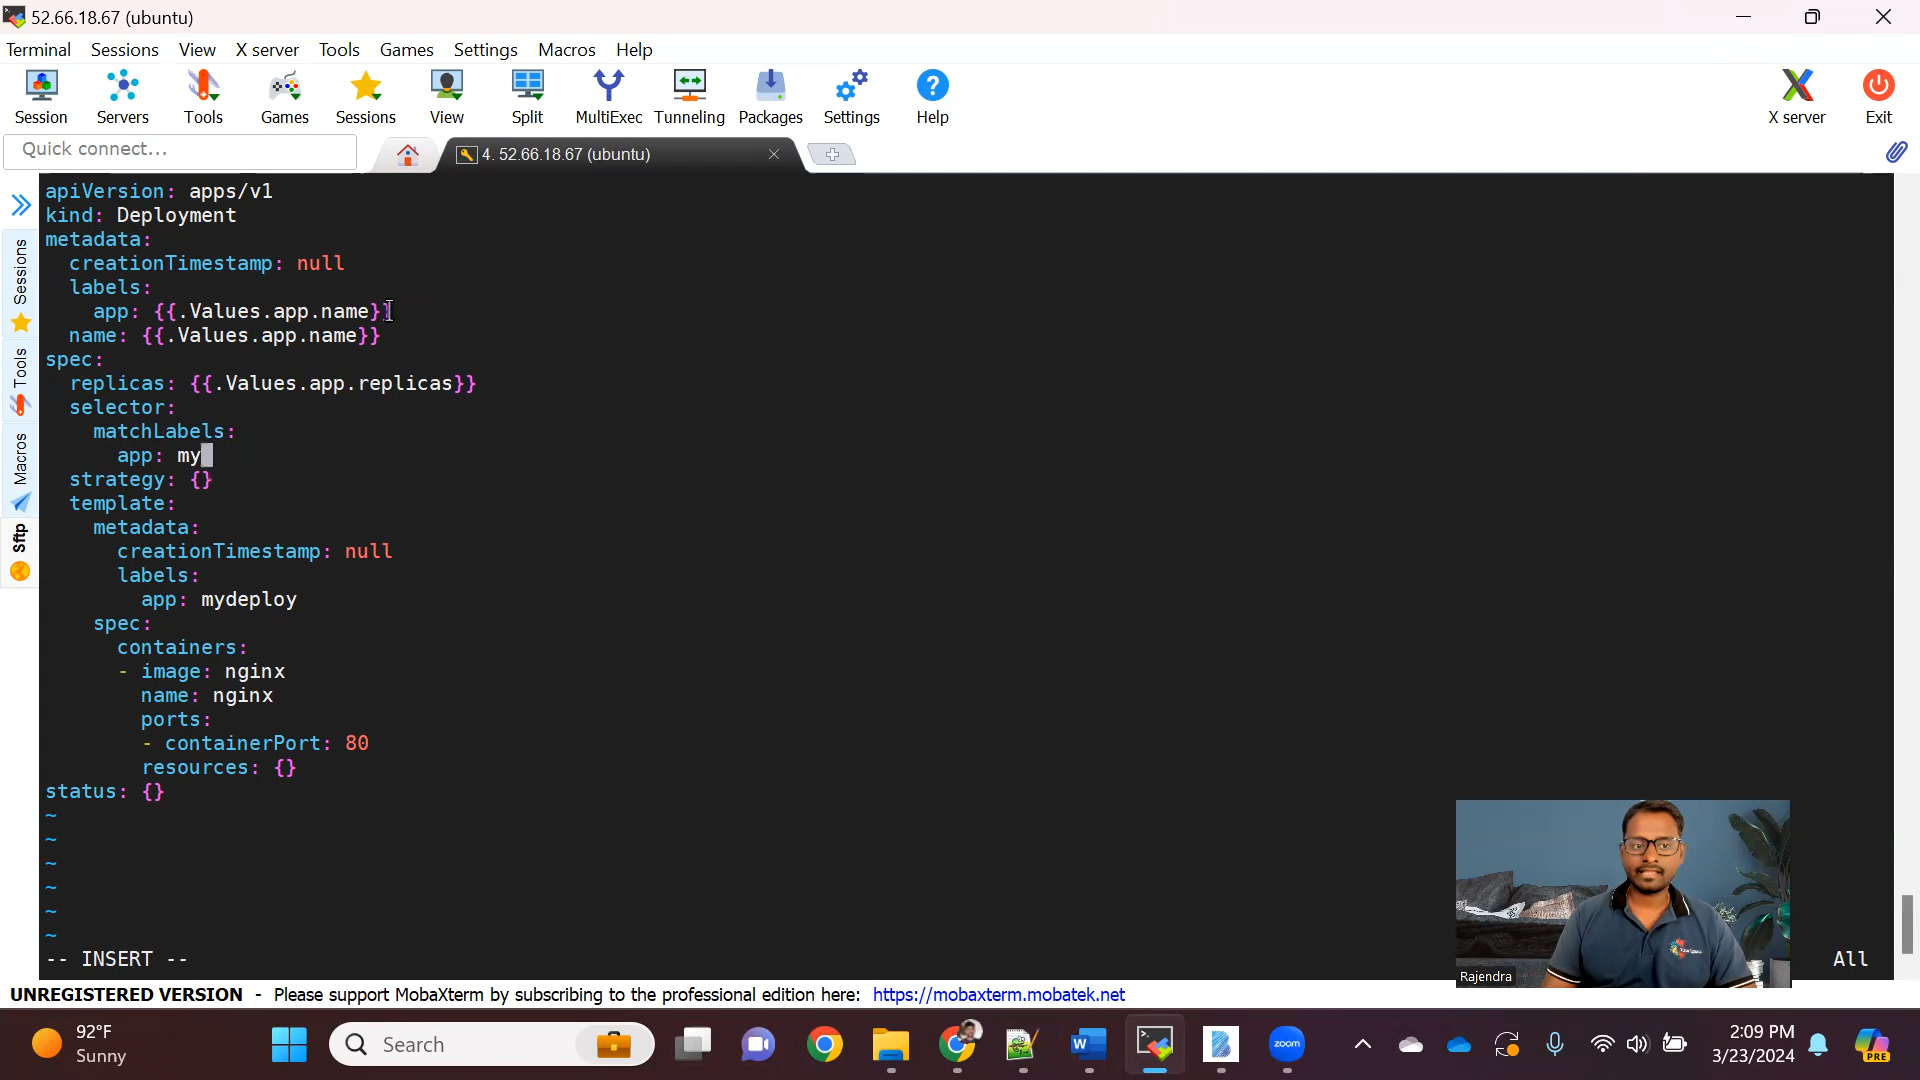 52.66.18.67 (ubuntu)
Terminal Sessions View X server Tools Games Settings Macros Help
Session Servers Tools Games Sessions View Split MultiExec Tunneling Packages Settings Help X server Exit
Quick connect...
4. 52.66.18.67 (ubuntu)
Sessions
Tools
Macros
Sftp
apiVersion: apps/v1
kind: Deployment
metadata:
  creationTimestamp: null
  labels:
    app: {{.Values.app.name}}
  name: {{.Values.app.name}}
spec:
  replicas: {{.Values.app.replicas}}
  selector:
    matchLabels:
      app: my
  strategy: {}
  template:
    metadata:
      creationTimestamp: null
      labels:
        app: mydeploy
    spec:
      containers:
      - image: nginx
        name: nginx
        ports:
        - containerPort: 80
        resources: {}
status: {}
~
~
~
~
~
~
-- INSERT --
All
Rajendra
UNREGISTERED VERSION - Please support MobaXterm by subscribing to the professional edition here: https://mobaxterm.mobatek.net
92°F
Sunny
Search
zoom
2:09 PM
3/23/2024
PRE